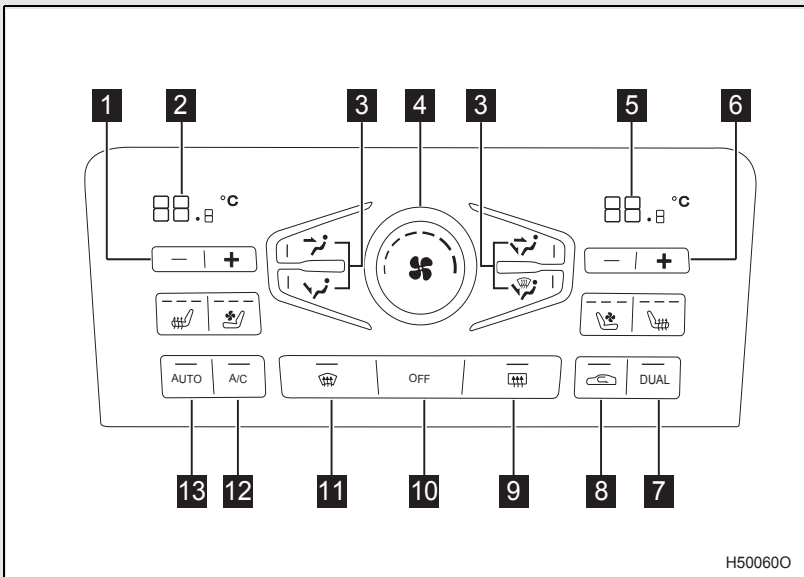 1 2 3 4 3 5 6
88.8 °C 88.8 °C
− + − +
AUTO A/C OFF DUAL
13 12 11 10 9 8 7
H50060O